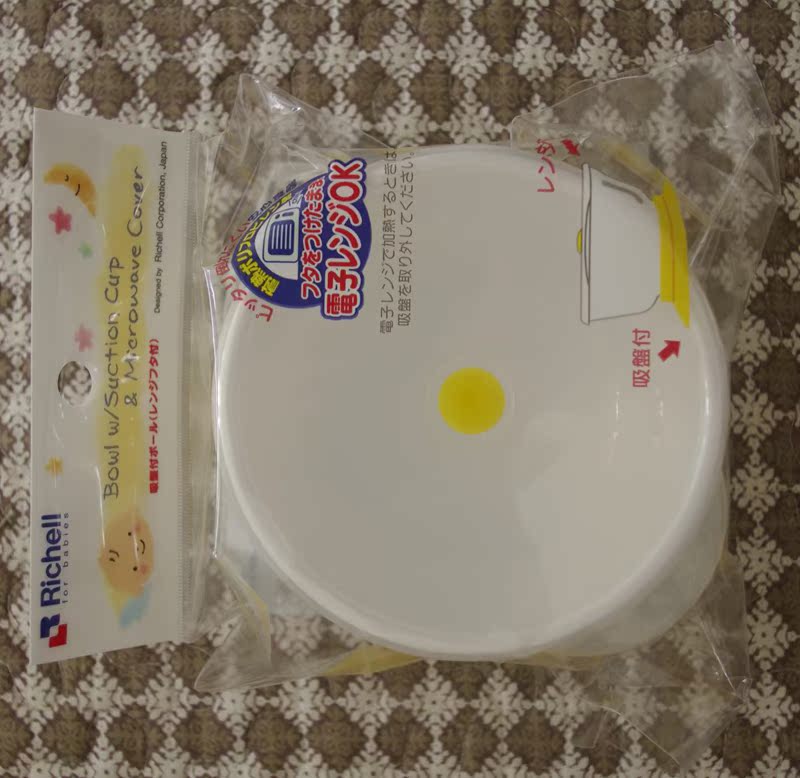 Richell
for babies
Bowl w/Suction Cup
& Microwave Cover
Designed by Richell Corporation, Japan
吸盤付ボール(レンジフタ付)
フタをつけたまま
電子レンジOK
電子レンジで加熱するときは
吸盤を取り外してください。
レンジ
吸盤付